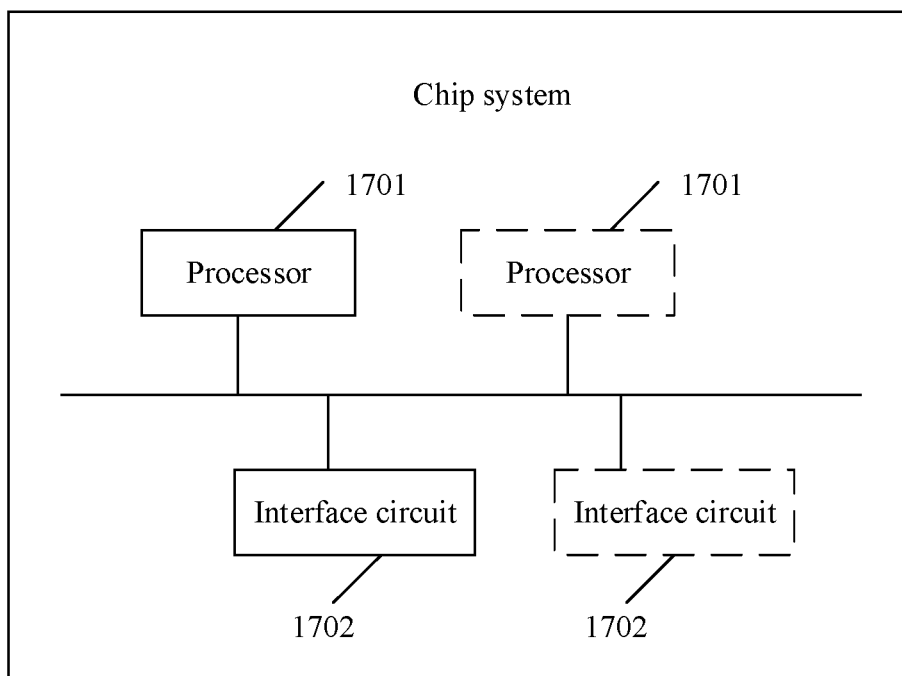 Chip system
1701
1701
Processor
Processor
Interface circuit
Interface circuit
1702
1702